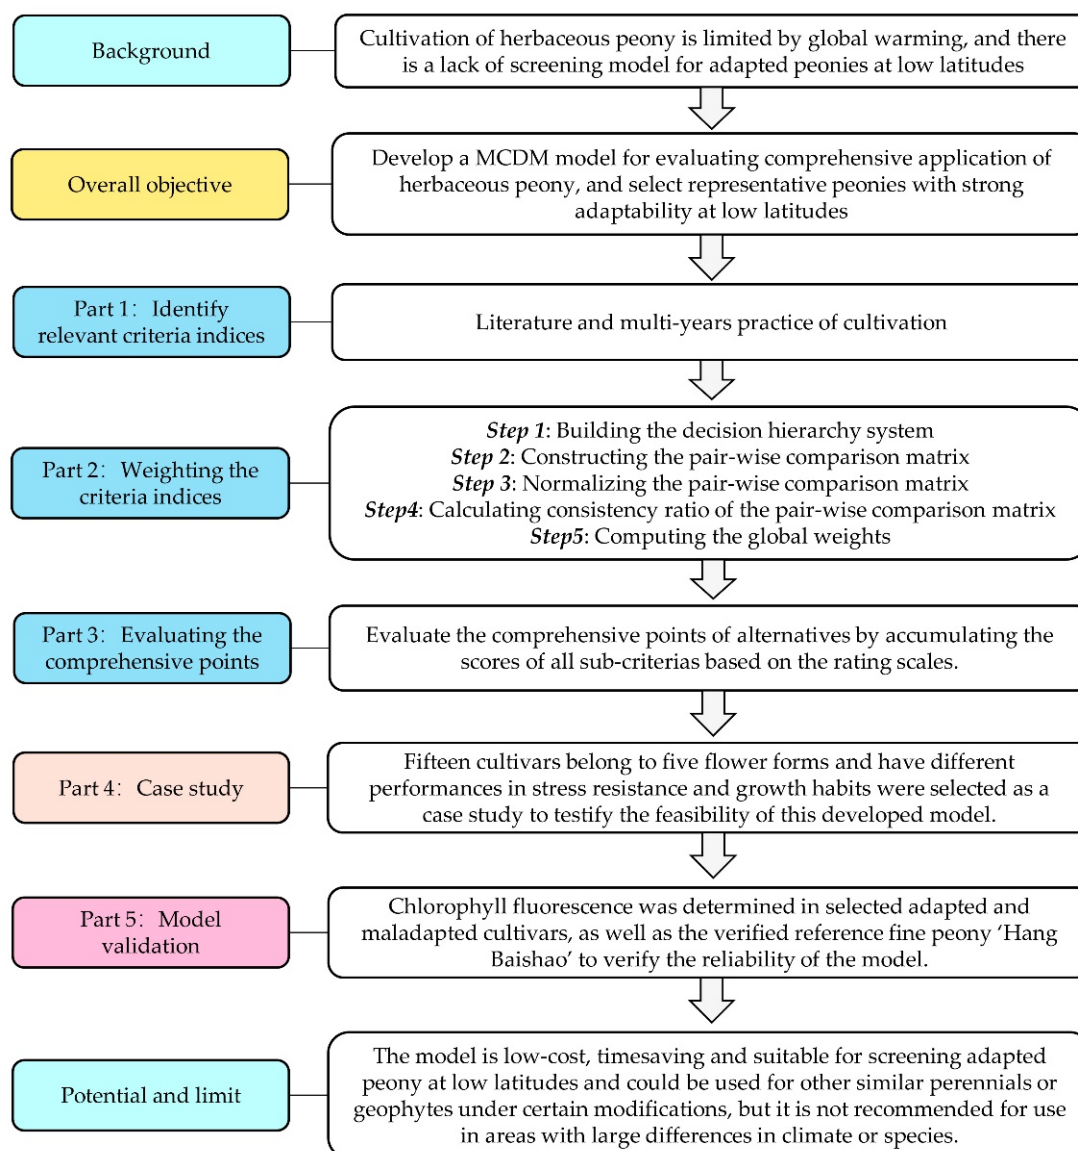 Background
Cultivation of herbaceous peony is limited by global warming, and there
is a lack of screening model for adapted peonies at low latitudes
Overall objective
Develop a MCDM model for evaluating comprehensive application of
herbaceous peony, and select representative peonies with strong
adaptability at low latitudes
Part 1: Identify
relevant criteria indices
Literature and multi-years practice of cultivation
Part 2: Weighting the
criteria indices
Step 1: Building the decision hierarchy system
Step 2: Constructing the pair-wise comparison matrix
Step 3: Normalizing the pair-wise comparison matrix
Step4: Calculating consistency ratio of the pair-wise comparison matrix
Step5: Computing the global weights
Part 3: Evaluating the
comprehensive points
Evaluate the comprehensive points of alternatives by accumulating the
scores of all sub-criterias based on the rating scales.
Part 4: Case study
Fifteen cultivars belong to five flower forms and have different
performances in stress resistance and growth habits were selected as a
case study to testify the feasibility of this developed model.
Part 5: Model
validation
Chlorophyll fluorescence was determined in selected adapted and
maladapted cultivars, as well as the verified reference fine peony ‘Hang
Baishao’ to verify the reliability of the model.
Potential and limit
The model is low-cost, timesaving and suitable for screening adapted
peony at low latitudes and could be used for other similar perennials or
geophytes under certain modifications, but it is not recommended for use
in areas with large differences in climate or species.